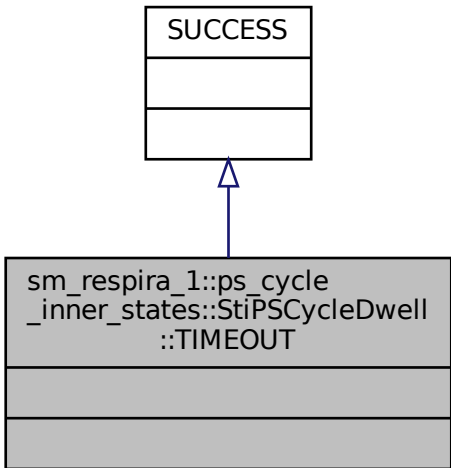 SUCCESS
sm_respira_1::ps_cycle
_inner_states::StiPSCycleDwell
::TIMEOUT